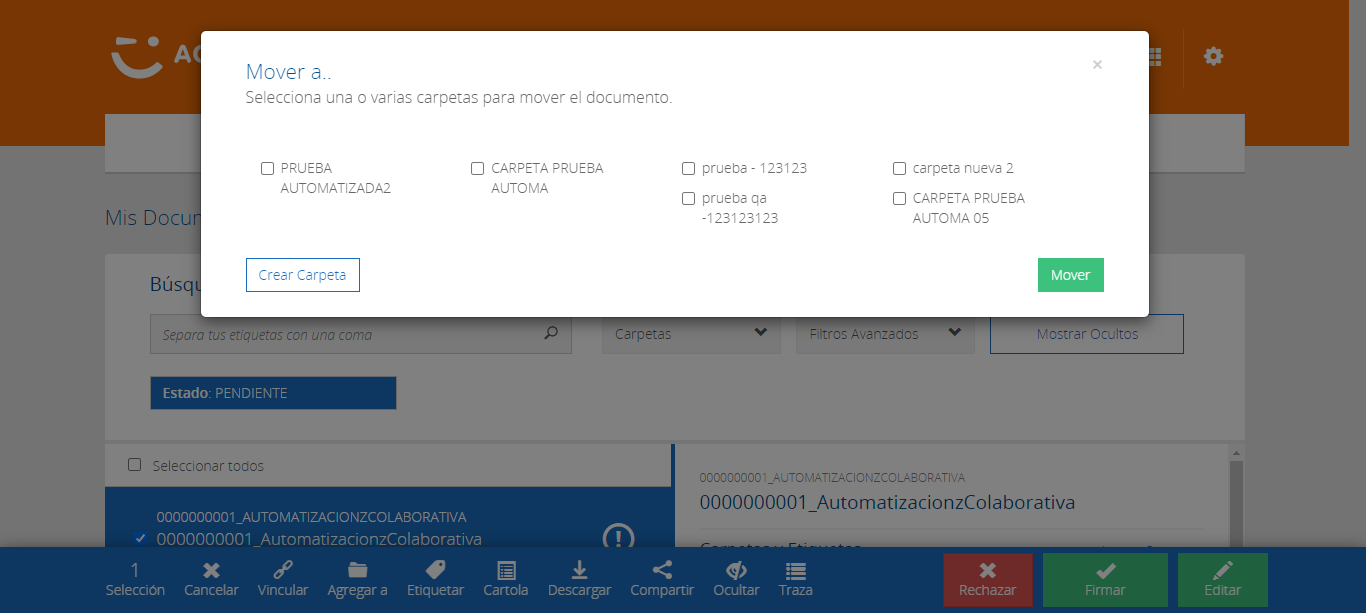 Mover a..
×
Selecciona una o varias carpetas para mover el documento.
PRUEBA
AUTOMATIZADA2
CARPETA PRUEBA
AUTOMA
prueba - 123123
prueba qa
-123123123
carpeta nueva 2
CARPETA PRUEBA
AUTOMA 05
Crear Carpeta
Mover
Separa tus etiquetas con una coma
Carpetas
Filtros Avanzados
Mostrar Ocultos
Estado: PENDIENTE
Seleccionar todos
0000000001_AUTOMATIZACIONZCOLABORATIVA
0000000001_AutomatizacionzColaborativa
0000000001_AUTOMATIZACIONZCOLABORATIVA
0000000001_AutomatizacionzColaborativa
Carpetas y Etiquetas
1
Selección
Cancelar
Vincular
Agregar a
Etiquetar
Cartola
Descargar
Compartir
Ocultar
Traza
Rechazar
Firmar
Editar